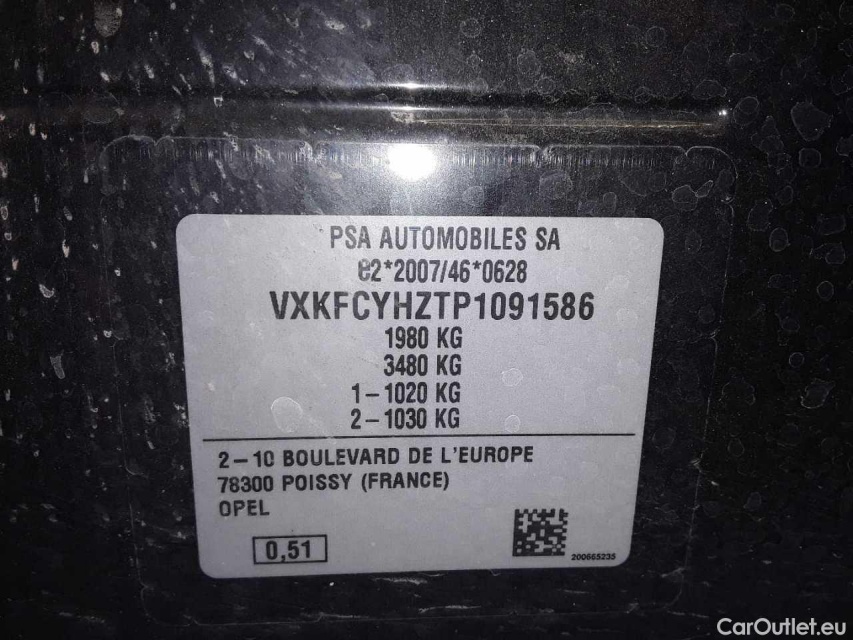 PSA AUTOMOBILES SA
e2*2007/46*0628
VXKFCYHZTP1091586
1980 KG
3480 KG
1-1020 KG
2-1030 KG
2-10 BOULEVARD DE L'EUROPE
78300 POISSY (FRANCE)
OPEL
0,51
200665235
CarOutlet.eu